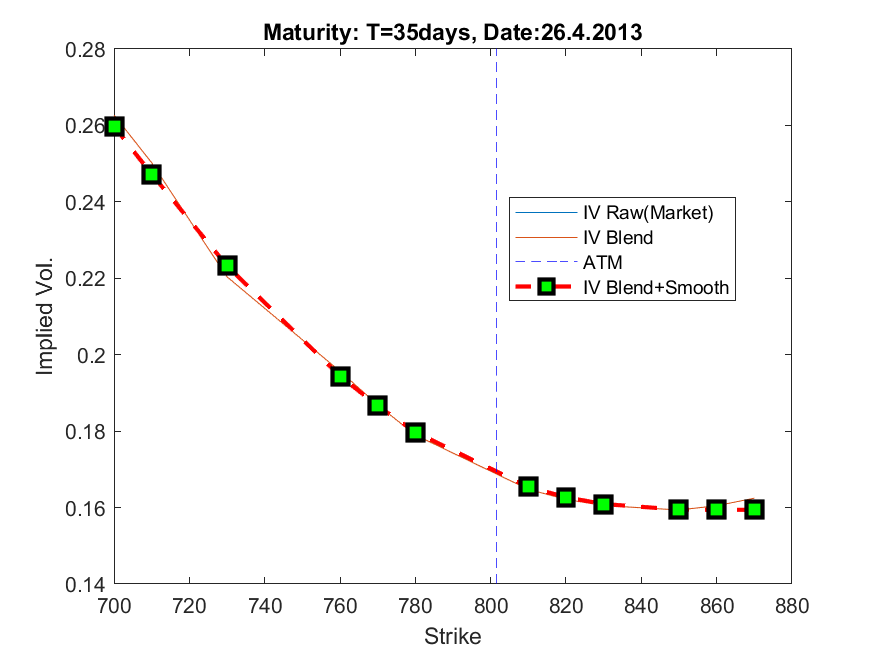 Maturity: T=35days, Date:26.4.2013
0.28
0.26
0.24
0.22
0.2
0.18
0.16
0.14
Implied Vol.
IV Raw(Market)
IV Blend
ATM
IV Blend+Smooth
700 720 740 760 780 800 820 840 860 880
Strike